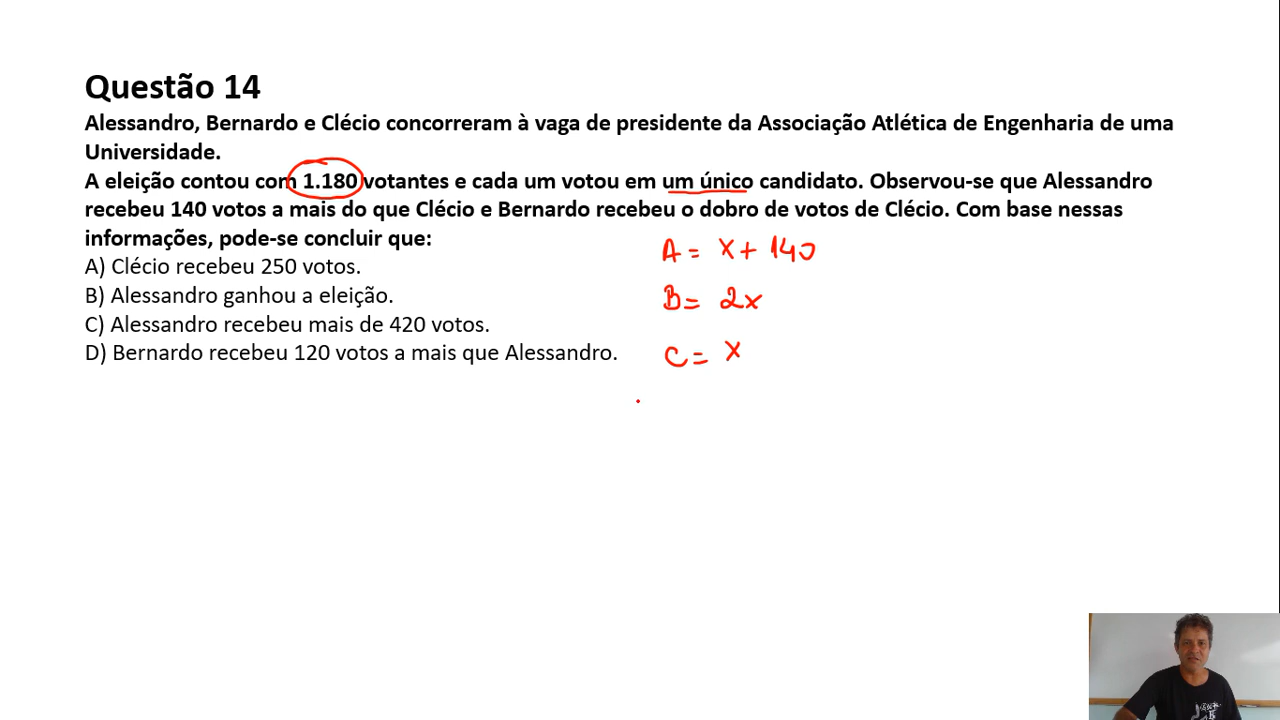 Questão 14
Alessandro, Bernardo e Clécio concorreram à vaga de presidente da Associação Atlética de Engenharia de uma
Universidade.
A eleição contou com 1.180 votantes e cada um votou em um único candidato. Observou-se que Alessandro
recebeu 140 votos a mais do que Clécio e Bernardo recebeu o dobro de votos de Clécio. Com base nessas
informações, pode-se concluir que:
A) Clécio recebeu 250 votos.
B) Alessandro ganhou a eleição.
C) Alessandro recebeu mais de 420 votos.
D) Bernardo recebeu 120 votos a mais que Alessandro.
A = x + 140
B = 2x
C = x